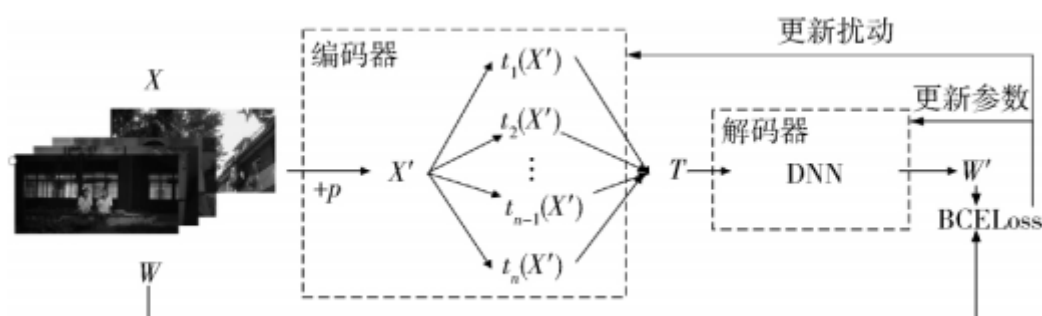 更新扰动
编码器
t₁(X′)
X
更新参数
t₂(X′)
解码器
+p
X′
⋮
T
DNN
W′
tₙ₋₁(X′)
BCELoss
W
tₙ(X′)